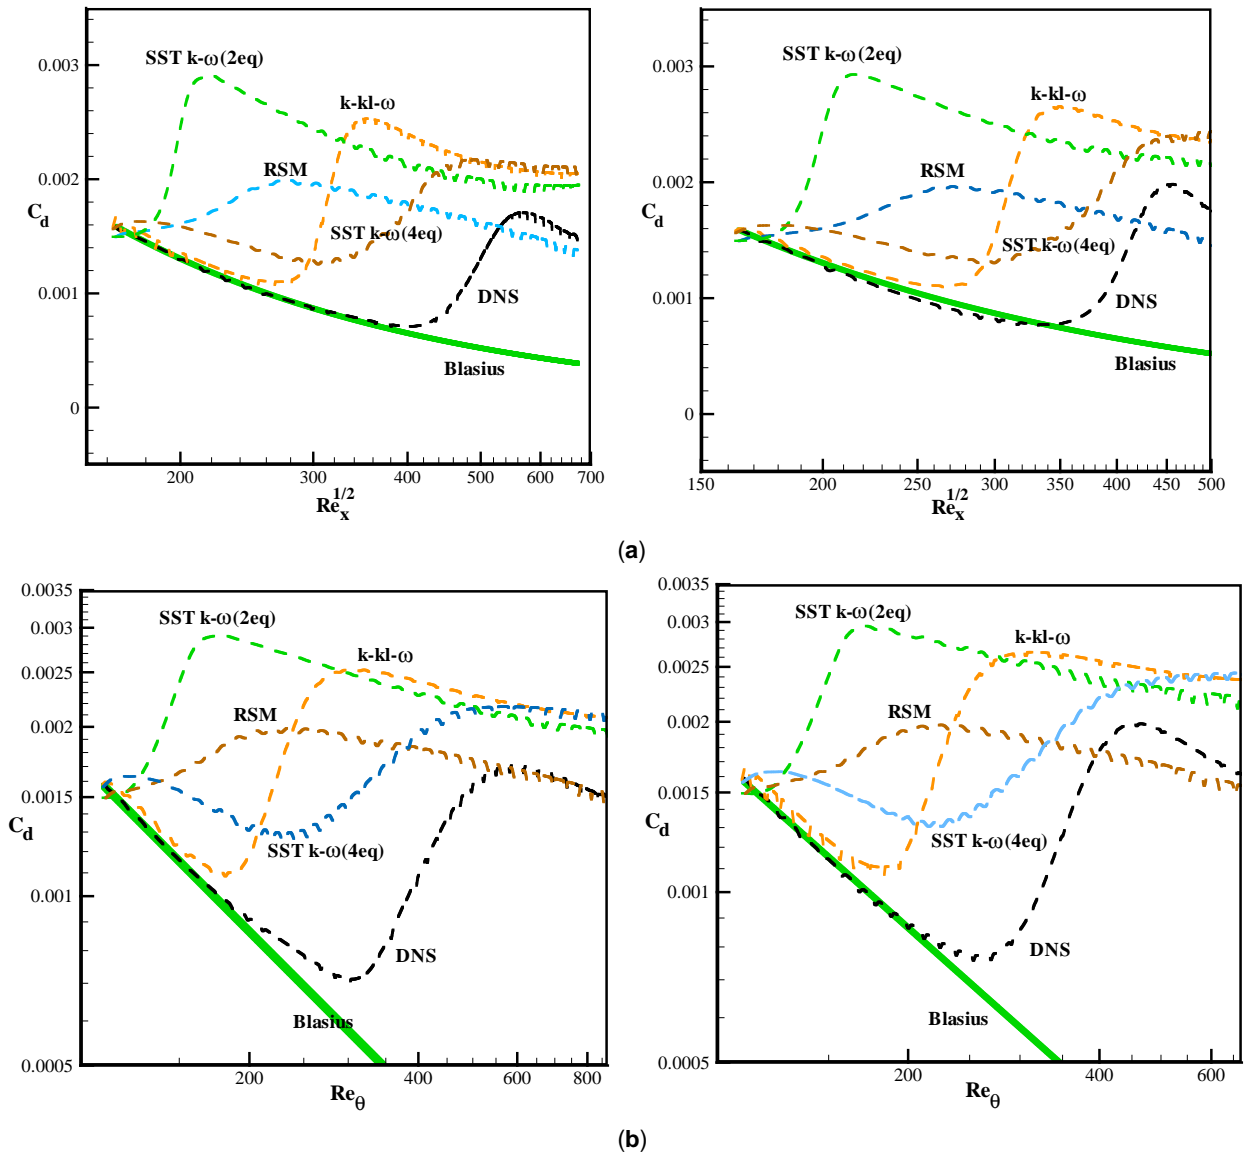 SST k-ω(2eq)
k-kl-ω
RSM
SST k-ω(4eq)
DNS
Blasius
C_d
0.003
0.002
0.001
0
200 300 400 500 600 700
Re_x^1/2
SST k-ω(2eq)
k-kl-ω
RSM
SST k-ω(4eq)
DNS
Blasius
C_d
0.003
0.002
0.001
0
150 200 250 300 350 400 450 500
Re_x^1/2
(a)
0.0035
0.003
0.0025
0.002
0.0015
0.001
0.0005
C_d
SST k-ω(2eq)
k-kl-ω
RSM
SST k-ω(4eq)
DNS
Blasius
200 400 600 800
Re_θ
0.0035
0.003
0.0025
0.002
0.0015
0.001
0.0005
C_d
SST k-ω(2eq)
k-kl-ω
RSM
SST k-ω(4eq)
DNS
Blasius
200 400 600
Re_θ
(b)